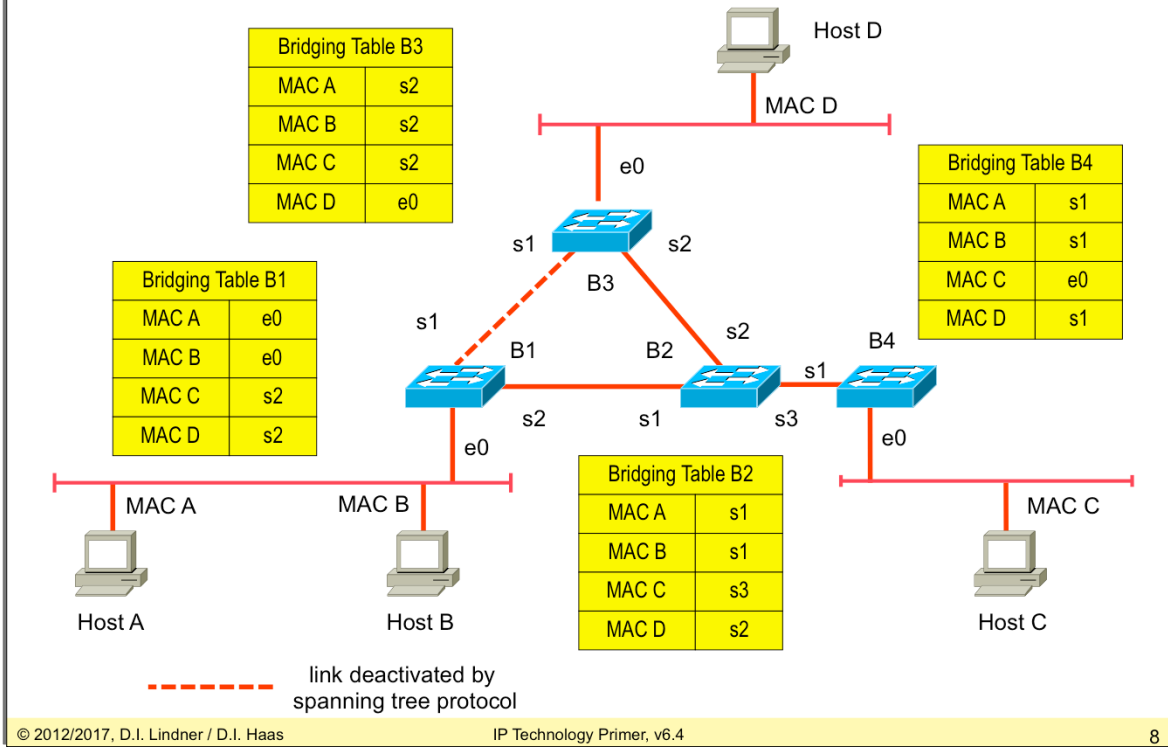 Host D
Bridging Table B3
MAC A s2
MAC B s2
MAC C s2
MAC D e0
MAC D
e0
Bridging Table B4
MAC A s1
MAC B s1
MAC C e0
MAC D s1
s1
s2
B3
Bridging Table B1
MAC A e0
MAC B e0
MAC C s2
MAC D s2
s1
B1
B2
s2
B4
s1
s2
s1
s3
e0
e0
Bridging Table B2
MAC A s1
MAC B s1
MAC C s3
MAC D s2
MAC A
MAC B
MAC C
Host A
Host B
Host C
link deactivated by
spanning tree protocol
© 2012/2017, D.I. Lindner / D.I. Haas
IP Technology Primer, v6.4
8